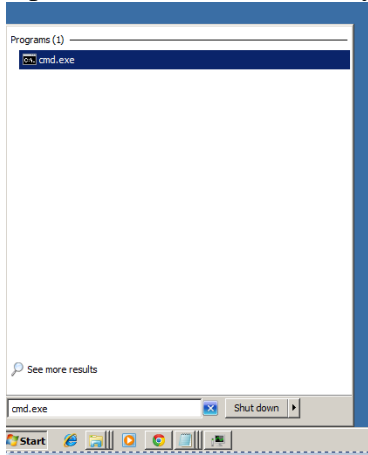 Programs (1)
cmd.exe
See more results
cmd.exe
Shut down
Start